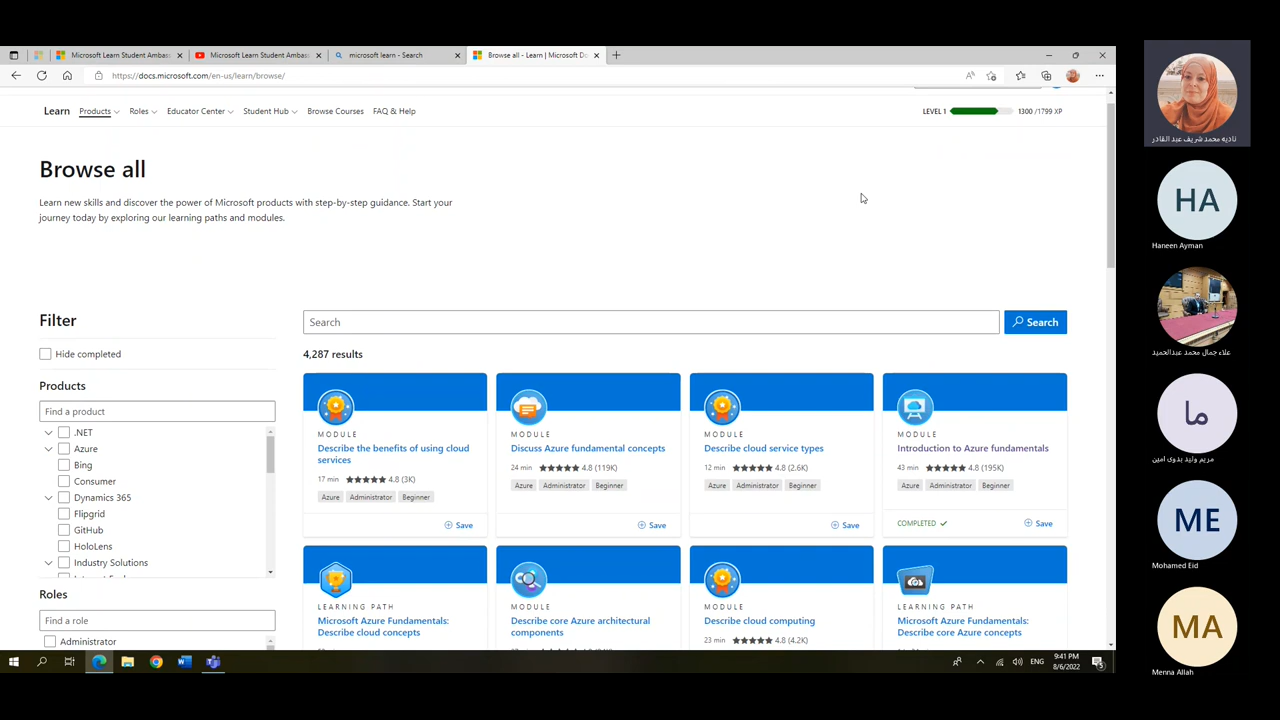 Microsoft Learn Student Ambas
Microsoft Learn Student Ambas
microsoft learn - Search
Browse all - Learn | Microsoft Do
https://docs.microsoft.com/en-us/learn/browse/
Learn
Products
Roles
Educator Center
Student Hub
Browse Courses
FAQ & Help
LEVEL 1
1300 /1799 XP
Browse all
Learn new skills and discover the power of Microsoft products with step-by-step guidance. Start your
journey today by exploring our learning paths and modules.
Filter
Hide completed
Products
Find a product
.NET
Azure
Bing
Consumer
Dynamics 365
Flipgrid
GitHub
HoloLens
Industry Solutions
Roles
Find a role
Administrator
Search
Search
4,287 results
MODULE
Describe the benefits of using cloud
services
17 min 4.8 (3K)
Azure Administrator Beginner
Save
MODULE
Discuss Azure fundamental concepts
24 min 4.8 (119K)
Azure Administrator Beginner
Save
MODULE
Describe cloud service types
12 min 4.8 (2.6K)
Azure Administrator Beginner
Save
MODULE
Introduction to Azure fundamentals
43 min 4.8 (195K)
Azure Administrator Beginner
COMPLETED
Save
LEARNING PATH
Microsoft Azure Fundamentals:
Describe cloud concepts
MODULE
Describe core Azure architectural
components
MODULE
Describe cloud computing
23 min 4.8 (4.2K)
LEARNING PATH
Microsoft Azure Fundamentals:
Describe core Azure concepts
ENG
9:41 PM
8/6/2022
ناديه محمد شريف عبد القادر
HA
Haneen Ayman
علاء جمال محمد عبدالحميد
ما
مريم وليد بدوى امين
ME
Mohamed Eid
MA
Menna Allah